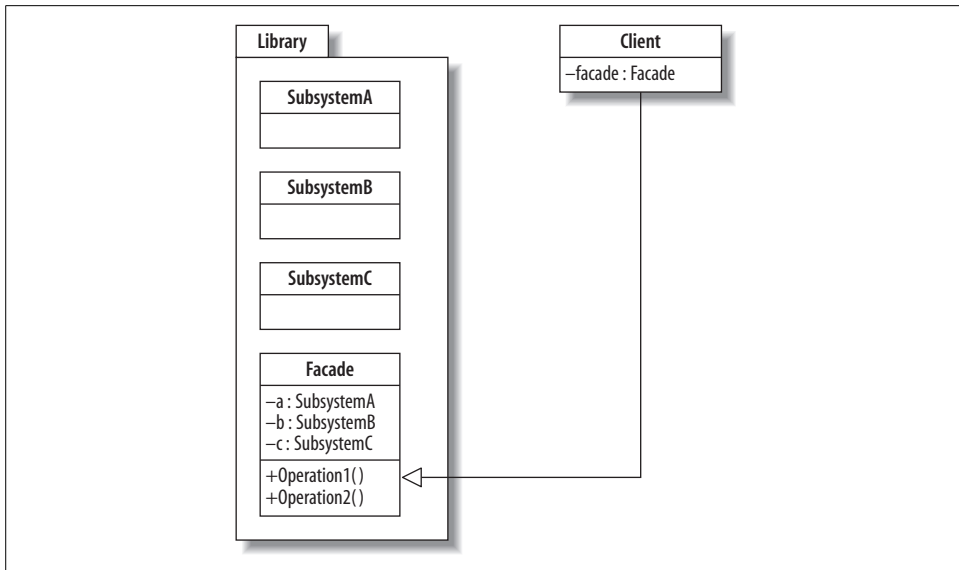 Library
SubsystemA
SubsystemB
SubsystemC
Facade
–a : SubsystemA
–b : SubsystemB
–c : SubsystemC
+Operation1()
+Operation2()
Client
–facade : Facade